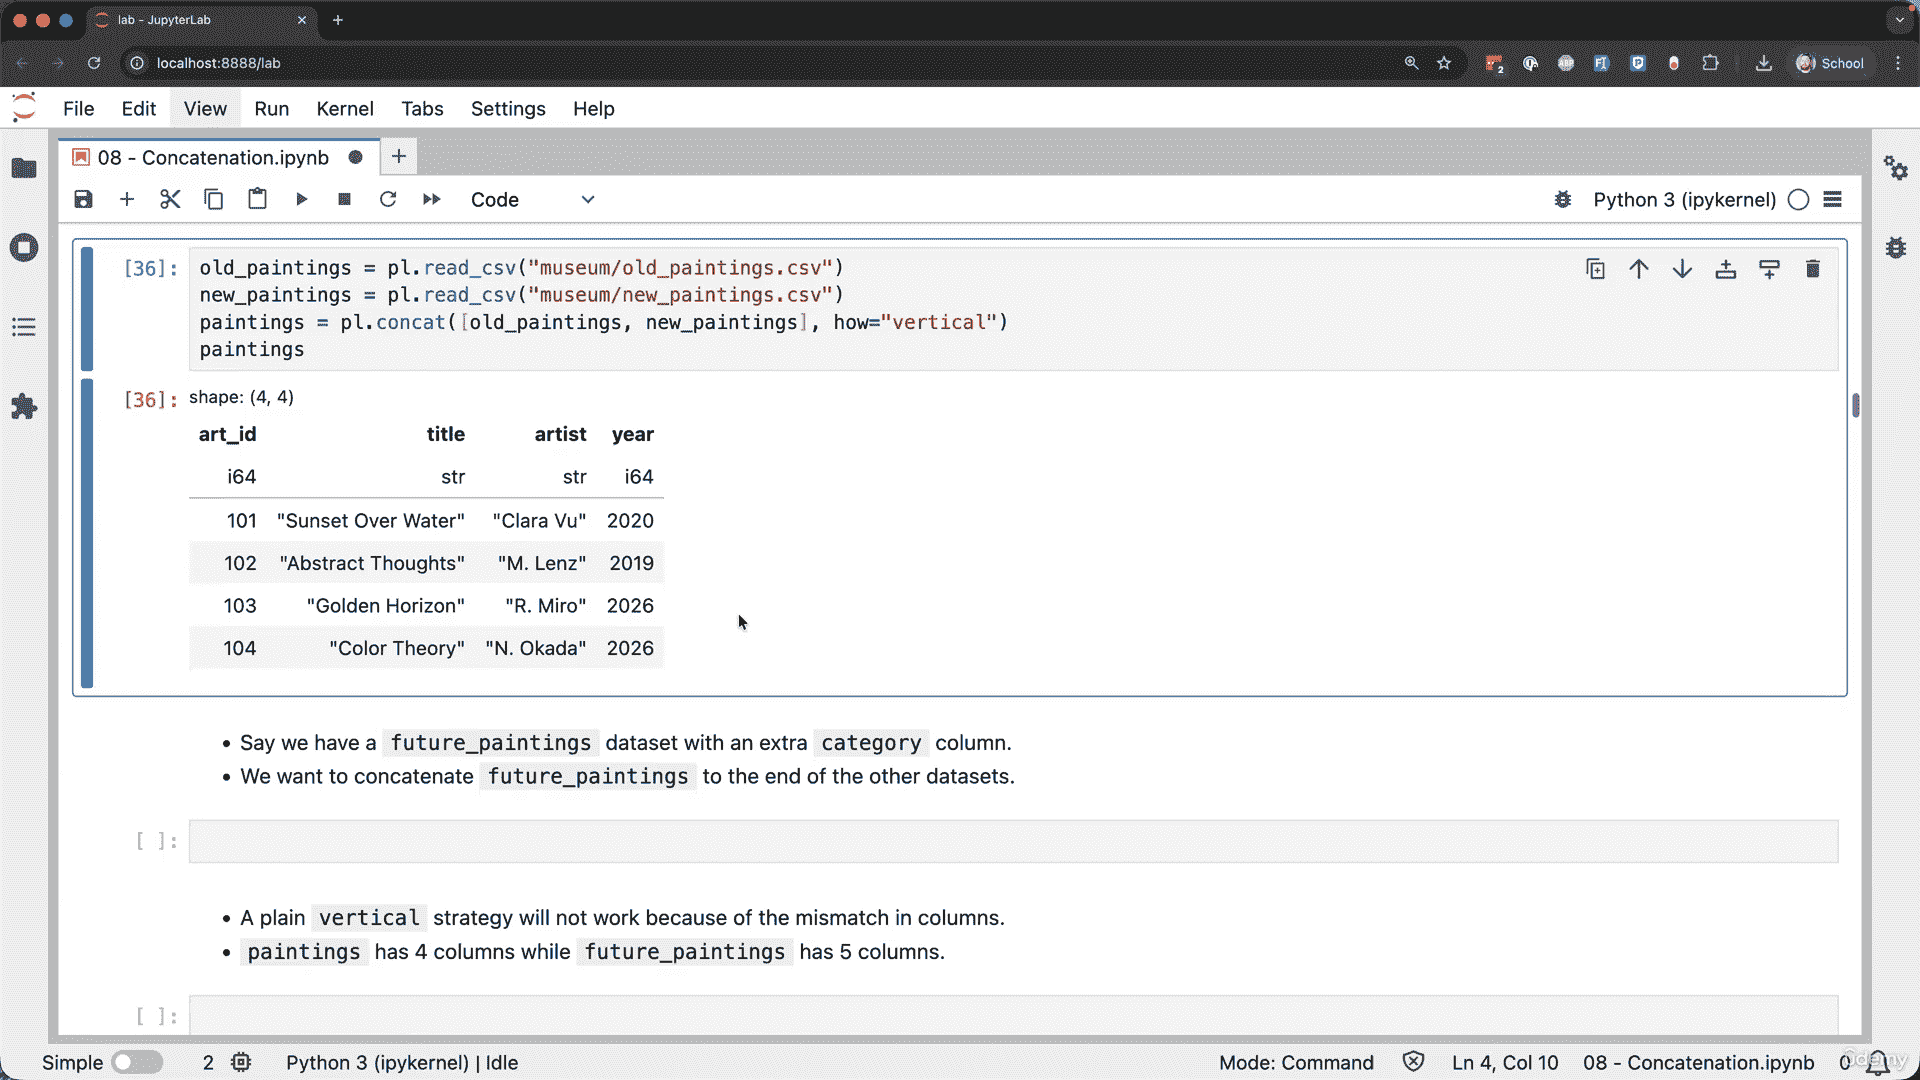 lab - JupyterLab
localhost:8888/lab
2
School
File Edit View Run Kernel Tabs Settings Help
08 - Concatenation.ipynb
Code
Python 3 (ipykernel)
[36]:
old_paintings = pl.read_csv("museum/old_paintings.csv")
new_paintings = pl.read_csv("museum/new_paintings.csv")
paintings = pl.concat([old_paintings, new_paintings], how="vertical")
paintings
[36]: shape: (4, 4)
art_id title artist year
i64 str str i64
101 "Sunset Over Water" "Clara Vu" 2020
102 "Abstract Thoughts" "M. Lenz" 2019
103 "Golden Horizon" "R. Miro" 2026
104 "Color Theory" "N. Okada" 2026
• Say we have a future_paintings dataset with an extra category column.
• We want to concatenate future_paintings to the end of the other datasets.
[ ]:
• A plain vertical strategy will not work because of the mismatch in columns.
• paintings has 4 columns while future_paintings has 5 columns.
[ ]:
Simple 2 Python 3 (ipykernel) | Idle Mode: Command Ln 4, Col 10 08 - Concatenation.ipynb 0
Udemy